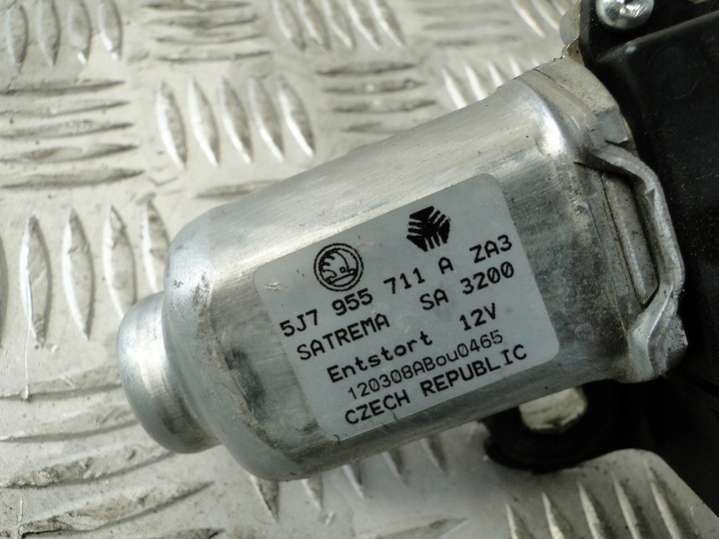 5J7 955 711 A ZA3
SATREMA SA 3200
Entstort 12V
120308ABou0465
CZECH REPUBLIC